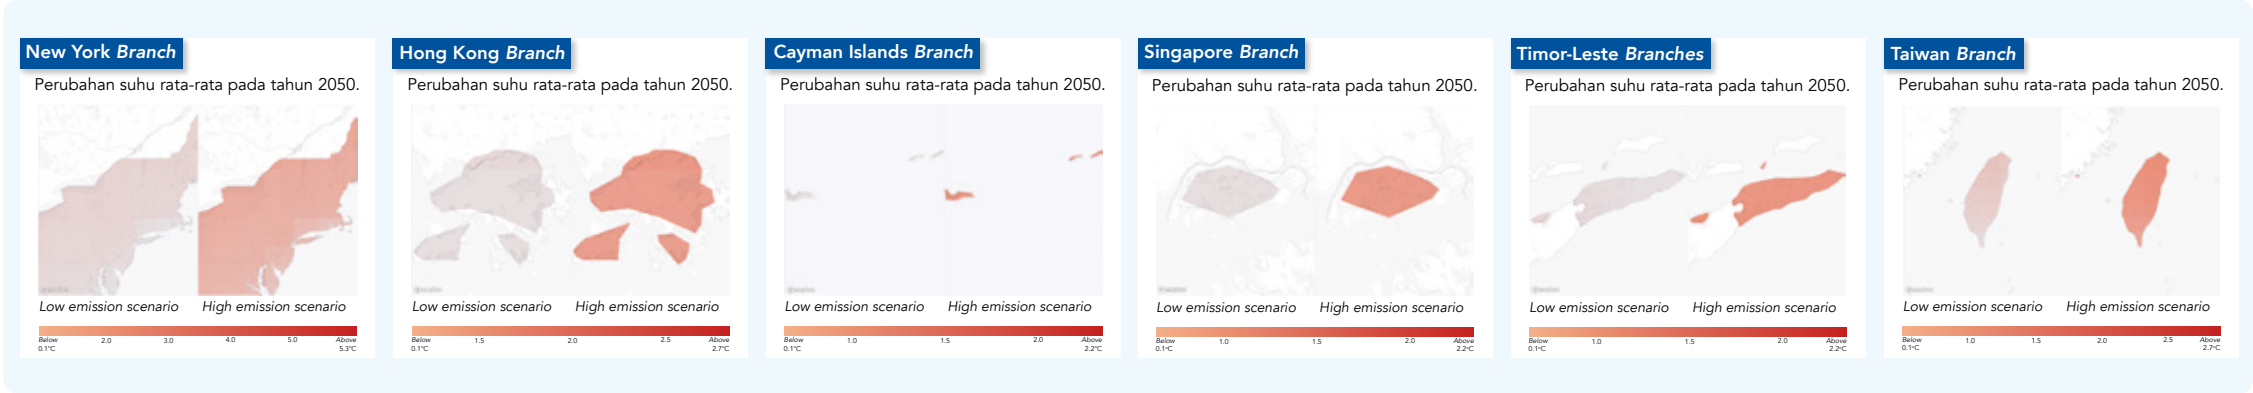 New York Branch
Perubahan suhu rata-rata pada tahun 2050.
Low emission scenario High emission scenario
Below 0.1°C 2.0 3.0 4.0 5.0 Above 5.3°C
Hong Kong Branch
Perubahan suhu rata-rata pada tahun 2050.
Low emission scenario High emission scenario
Below 0.1°C 1.5 2.0 2.5 Above 2.7°C
Cayman Islands Branch
Perubahan suhu rata-rata pada tahun 2050.
Low emission scenario High emission scenario
Below 0.1°C 1.0 1.5 2.0 Above 2.2°C
Singapore Branch
Perubahan suhu rata-rata pada tahun 2050.
Low emission scenario High emission scenario
Below 0.1°C 1.0 1.5 2.0 Above 2.2°C
Timor-Leste Branches
Perubahan suhu rata-rata pada tahun 2050.
Low emission scenario High emission scenario
Below 0.1°C 1.0 1.5 2.0 Above 2.2°C
Taiwan Branch
Perubahan suhu rata-rata pada tahun 2050.
Low emission scenario High emission scenario
Below 0.1°C 1.0 1.5 2.0 2.5 Above 2.7°C